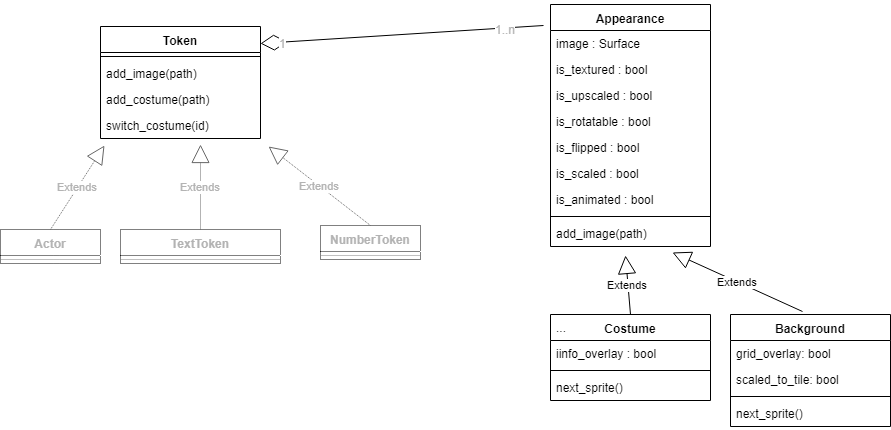 Token
add_image(path)
add_costume(path)
switch_costume(id)
1
1..n
Appearance
image : Surface
is_textured : bool
is_upscaled : bool
is_rotatable : bool
is_flipped : bool
is_scaled : bool
is_animated : bool
add_image(path)
Extends
Extends
Extends
Actor
TextToken
NumberToken
Extends
Extends
... Costume
iinfo_overlay : bool
next_sprite()
Background
grid_overlay: bool
scaled_to_tile: bool
next_sprite()